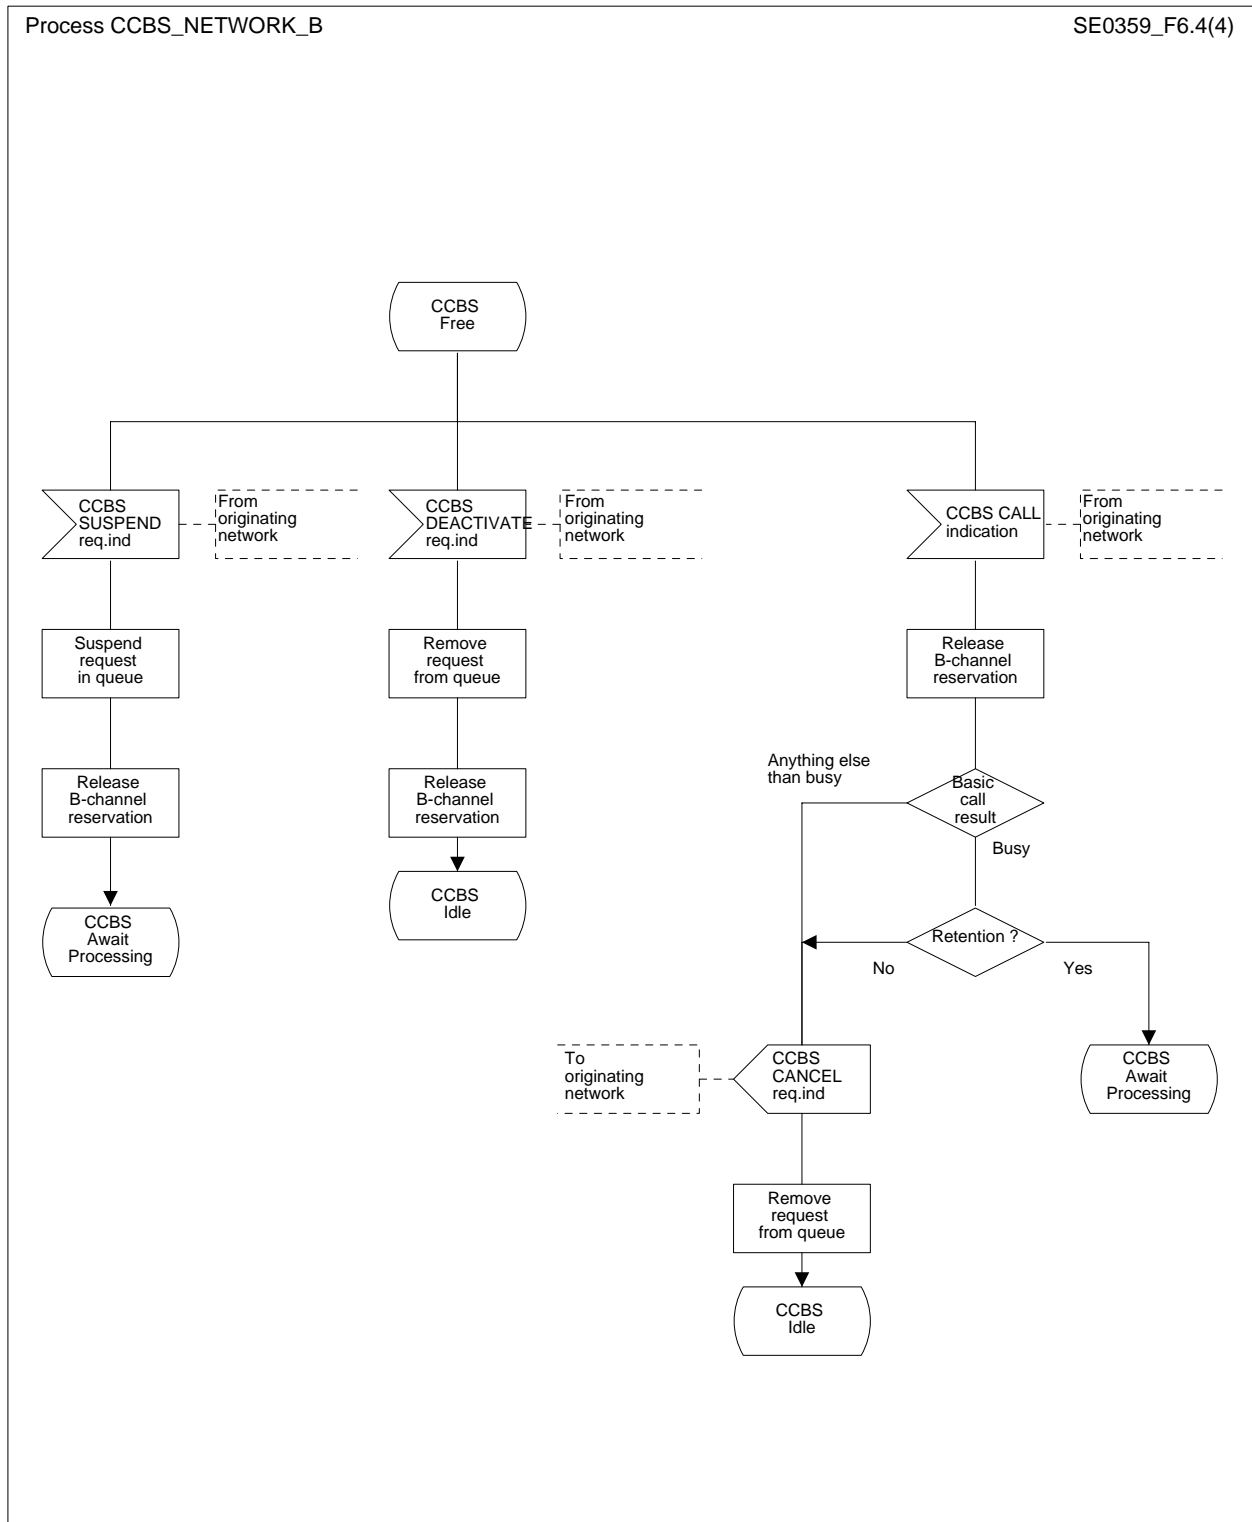 Process CCBS_NETWORK_B
SE0359_F6.4(4)
CCBS
Free
CCBS
SUSPEND
req.ind
From
originating
network
CCBS
DEACTIVATE
req.ind
From
originating
network
CCBS CALL
indication
From
originating
network
Suspend
request
in queue
Remove
request
from queue
Release
B-channel
reservation
Release
B-channel
reservation
Release
B-channel
reservation
Anything else
than busy
Basic
call
result
Busy
CCBS
Await
Processing
CCBS
Idle
Retention ?
No
Yes
To
originating
network
CCBS
CANCEL
req.ind
CCBS
Await
Processing
Remove
request
from queue
CCBS
Idle